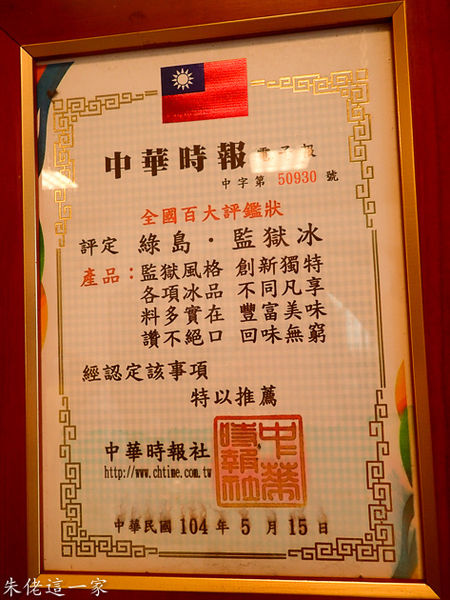 中華時報 電子報
中字第 50930 號
全國百大評鑑狀
評定 綠島・監獄冰
產品：監獄風格 創新獨特
各項冰品 不同凡享
料多實在 豐富美味
讚不絕口 回味無窮
經認定該事項
特以推薦
中華時報社
http://www.chtime.com.tw
中華時報社
中華民國 104 年 5 月 15 日
朱佬這一家